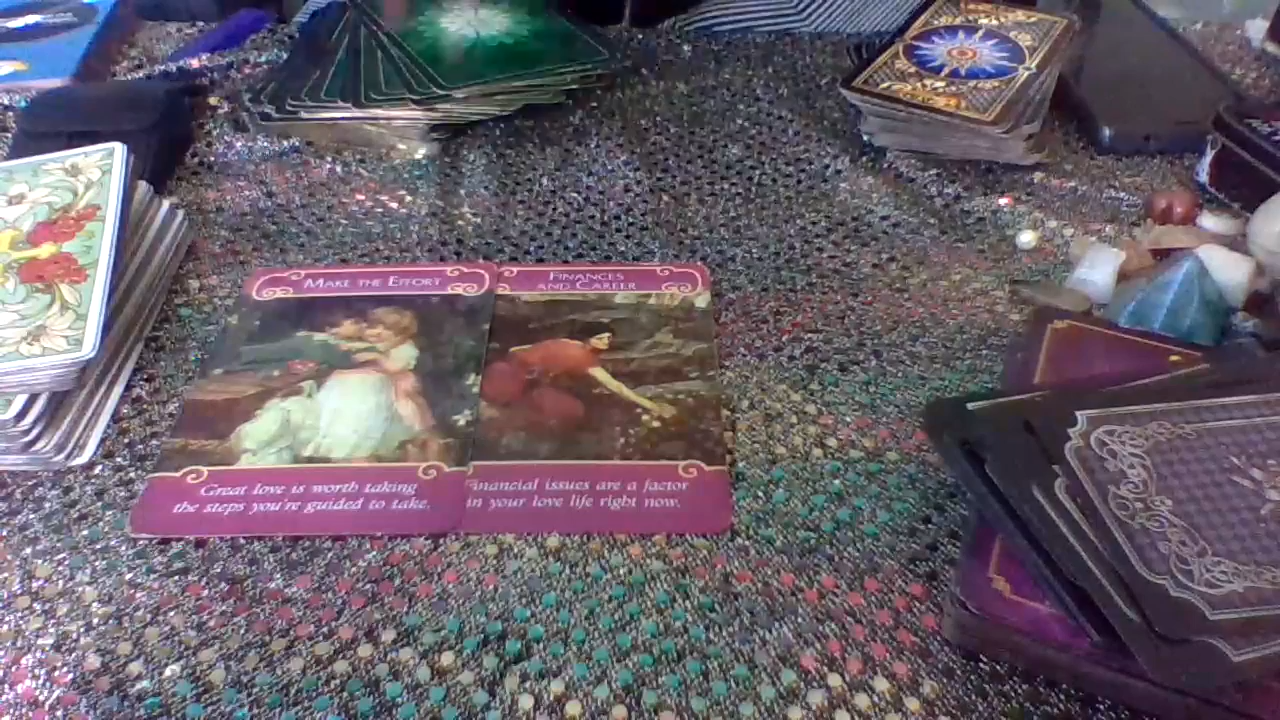 MAKE THE EFFORT
Great love is worth taking
the steps you're guided to take.
FINANCES
AND CAREER
inancial issues are a factor
in your love life right now.